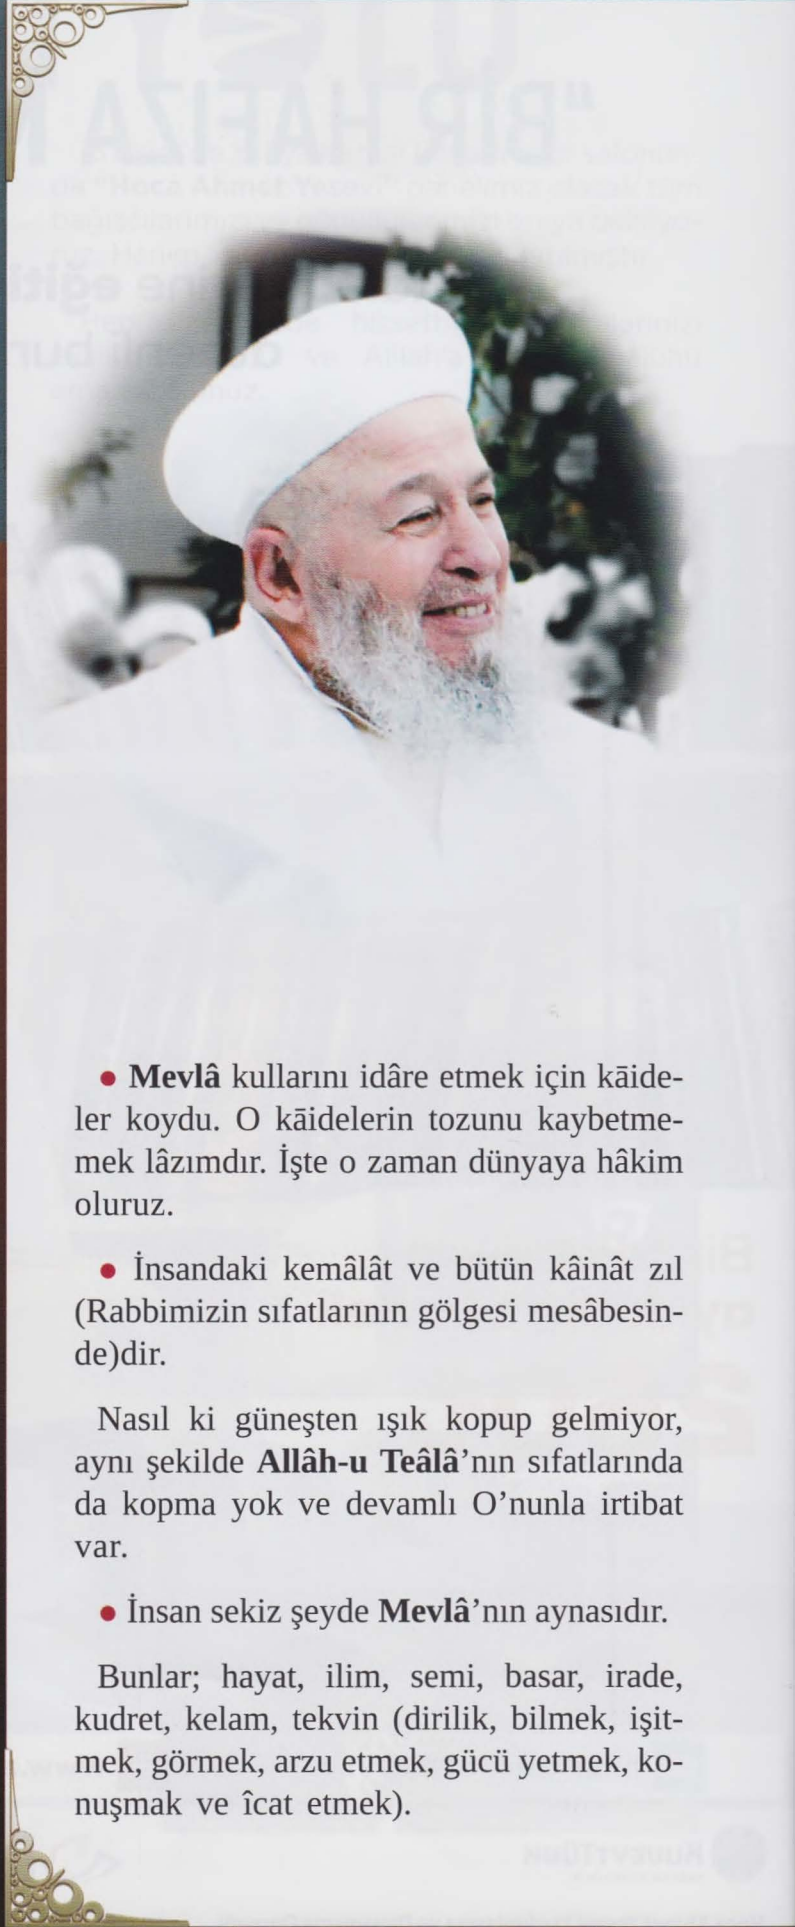 • Mevlâ kullarını idâre etmek için kāide-
ler koydu. O kāidelerin tozunu kaybetme-
mek lâzımdır. İşte o zaman dünyaya hâkim
oluruz.
• İnsandaki kemâlât ve bütün kâinât zıl
(Rabbimizin sıfatlarının gölgesi mesâbesin-
de)dir.
Nasıl ki güneşten ışık kopup gelmiyor,
aynı şekilde Allâh-u Teâlâ’nın sıfatlarında
da kopma yok ve devamlı O’nunla irtibat
var.
• İnsan sekiz şeyde Mevlâ’nın aynasıdır.
Bunlar; hayat, ilim, semi, basar, irade,
kudret, kelam, tekvin (dirilik, bilmek, işit-
mek, görmek, arzu etmek, gücü yetmek, ko-
nuşmak ve îcat etmek).